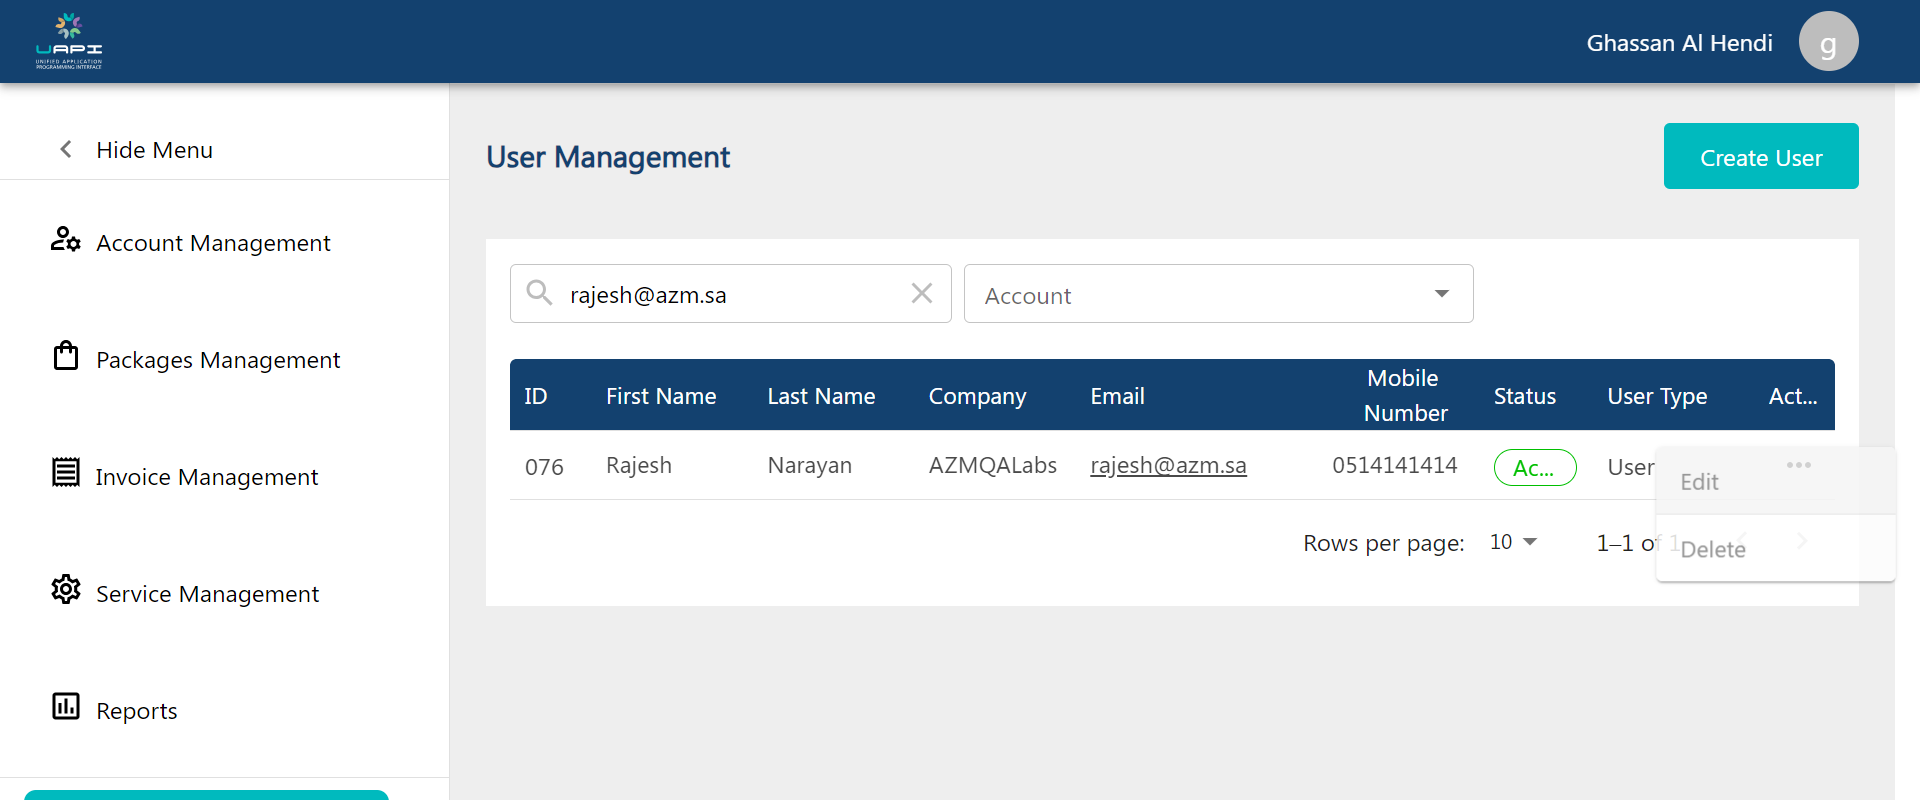 UAPI
UNIFIED APPLICATION
PROGRAMMING INTERFACE
Ghassan Al Hendi
g
Hide Menu
Account Management
Packages Management
Invoice Management
Service Management
Reports
User Management
Create User
rajesh@azm.sa
Account
ID First Name Last Name Company Email Mobile Number Status User Type Act...
076 Rajesh Narayan AZMQALabs rajesh@azm.sa 0514141414 Ac... User
Edit
Delete
Rows per page: 10 1–1 of 1